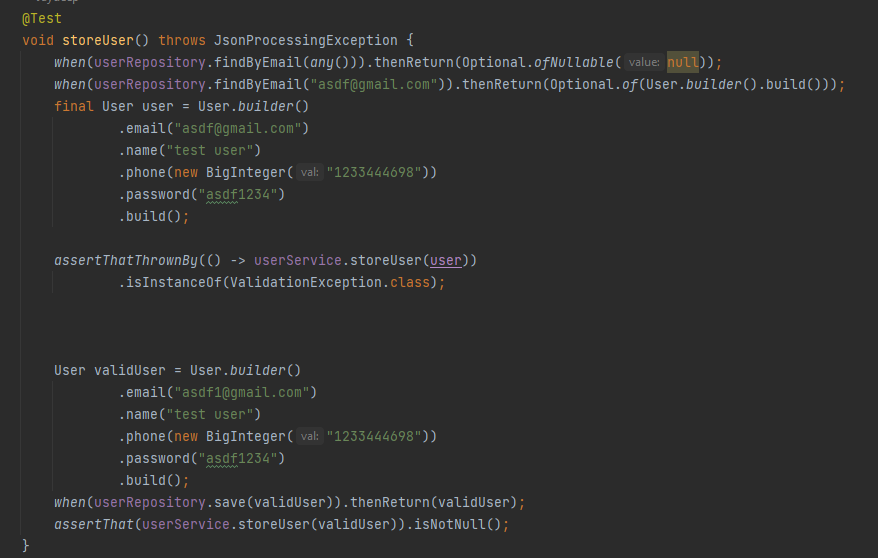 @Test
void storeUser() throws JsonProcessingException {
when(userRepository.findByEmail(any())).thenReturn(Optional.ofNullable( value: null));
when(userRepository.findByEmail("asdf@gmail.com")).thenReturn(Optional.of(User.builder().build()));
final User user = User.builder()
.email("asdf@gmail.com")
.name("test user")
.phone(new BigInteger( val: "1233444698"))
.password("asdf1234")
.build();
assertThatThrownBy(() -> userService.storeUser(user))
.isInstanceOf(ValidationException.class);
User validUser = User.builder()
.email("asdf1@gmail.com")
.name("test user")
.phone(new BigInteger( val: "1233444698"))
.password("asdf1234")
.build();
when(userRepository.save(validUser)).thenReturn(validUser);
assertThat(userService.storeUser(validUser)).isNotNull();
}